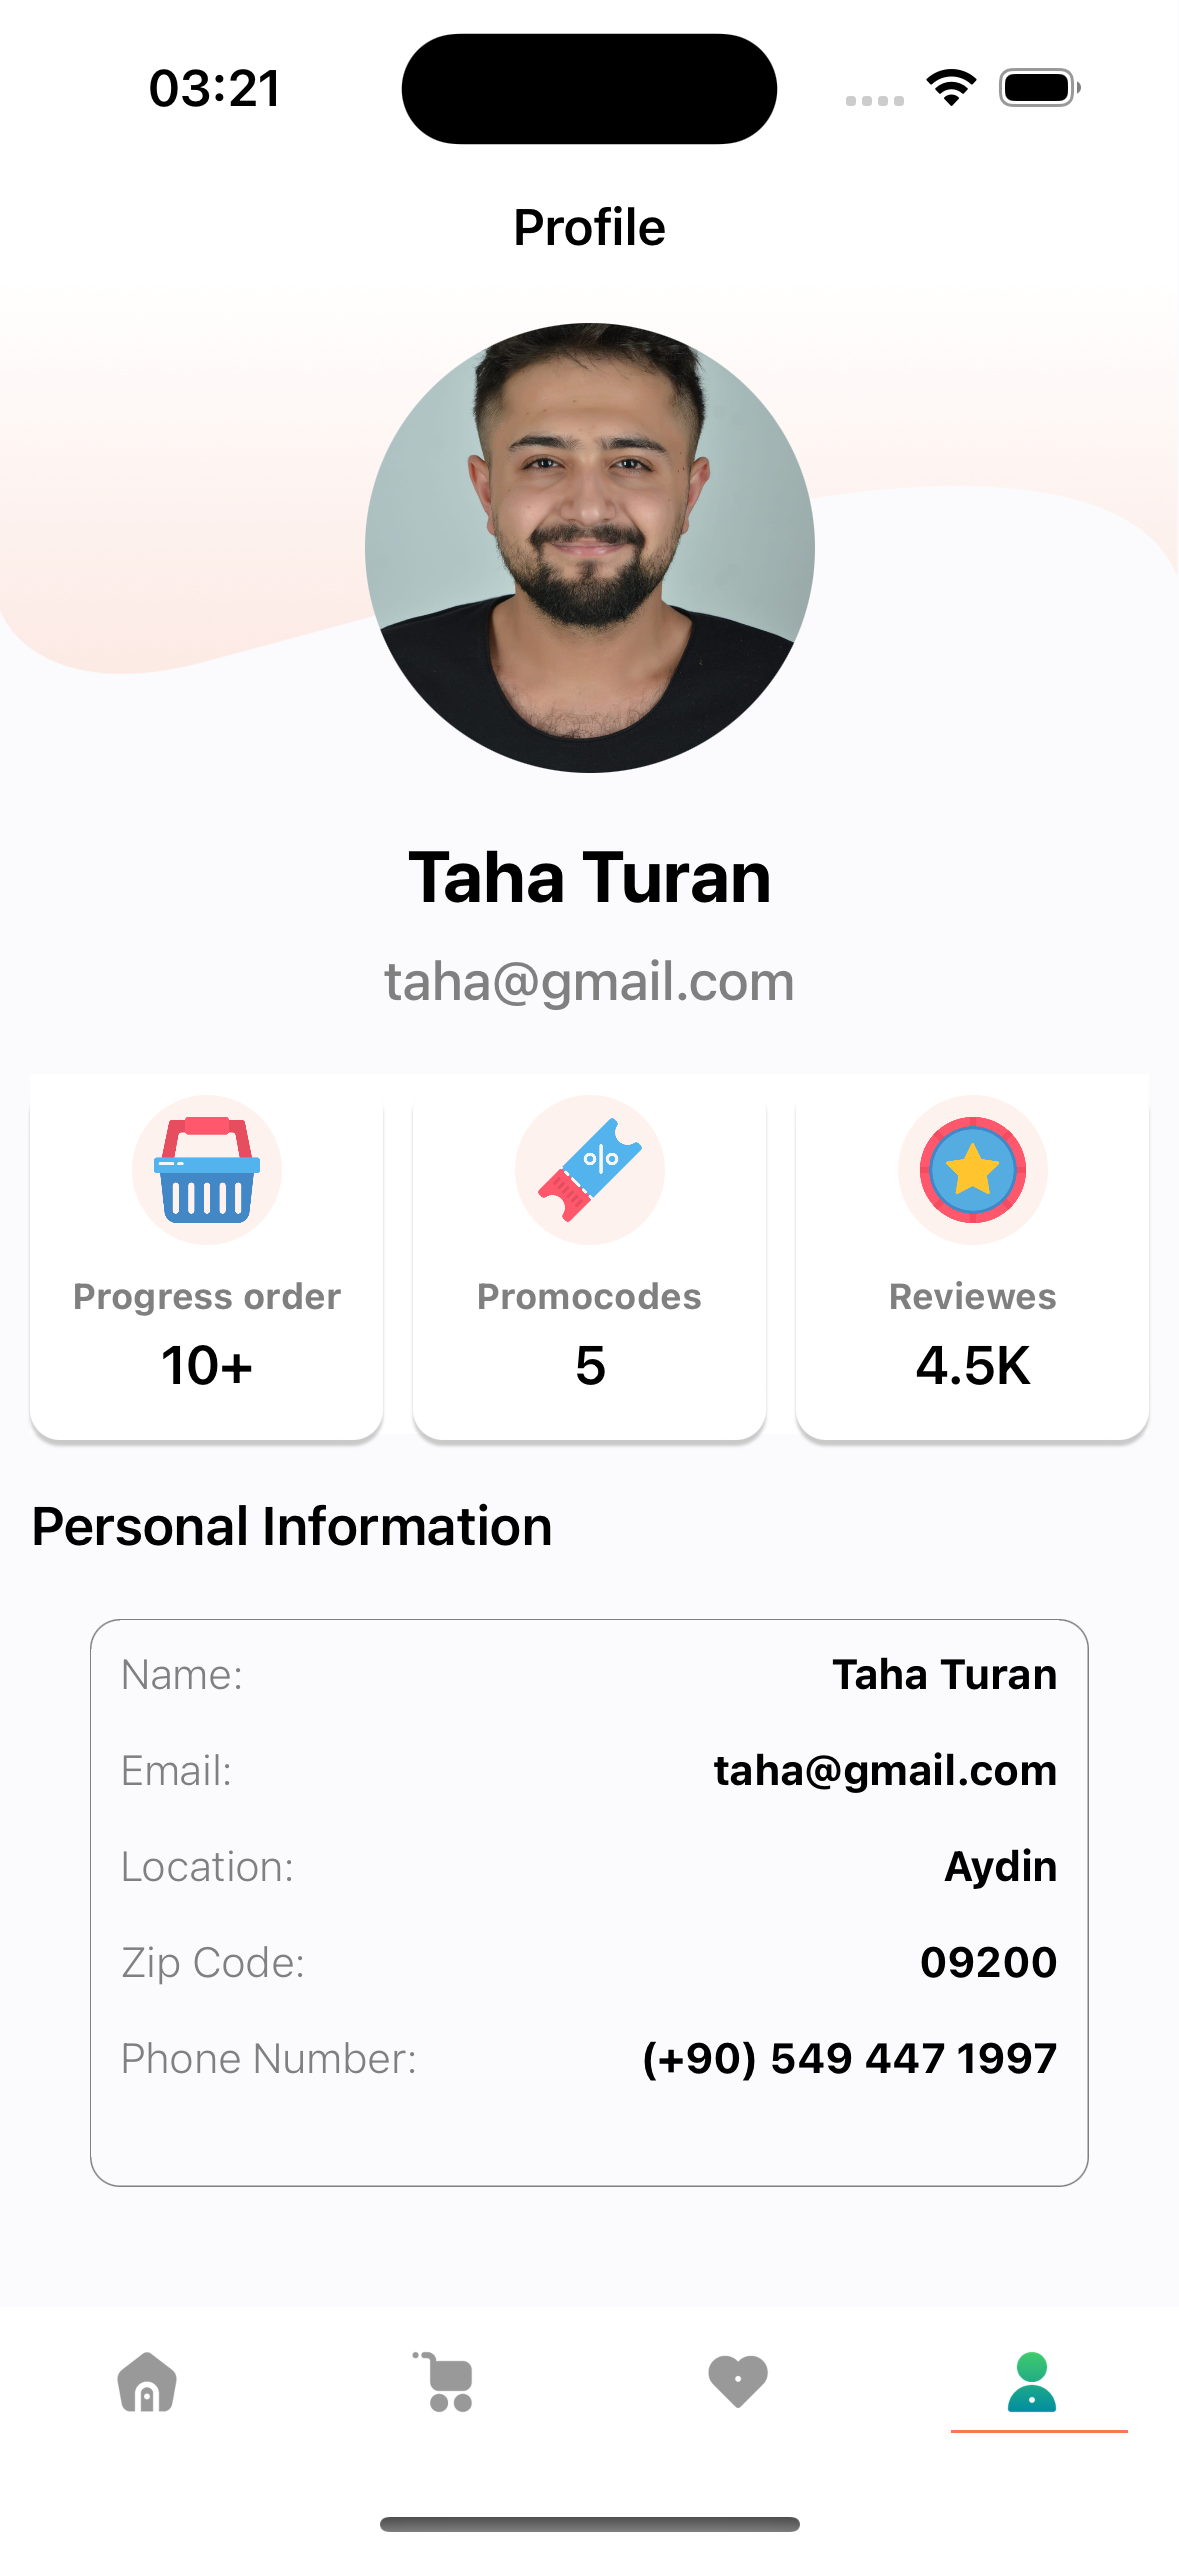 03:21
Profile
Taha Turan
taha@gmail.com
Progress order
10+
Promocodes
5
Reviewes
4.5K
Personal Information
Name: Taha Turan
Email: taha@gmail.com
Location: Aydin
Zip Code: 09200
Phone Number: (+90) 549 447 1997